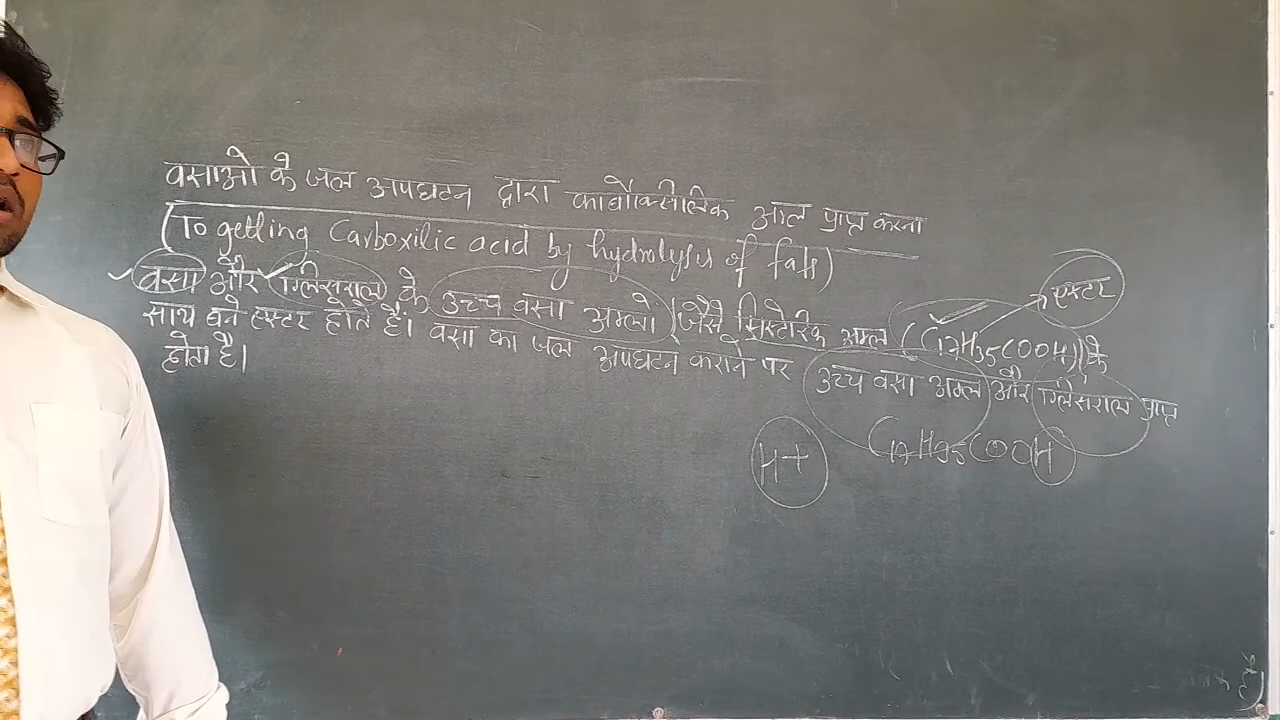 वसाओ के जल अपघटन द्वारा कार्बोक्सिलिक अम्ल प्राप्त करना
(To getting Carboxilic acid by hydrolysis of fats)
वसा और ग्लिसराल के उच्च वसा अम्लो (जैसे स्टिऐरिक अम्ल (C17H35COOH)) के → एस्टर
साथ बने एस्टर होते हैं। वसा का जल अपघटन कराने पर उच्च वसा अम्ल और ग्लिसराल प्राप्त
होता है।
H+ C17H35COOH
के है)